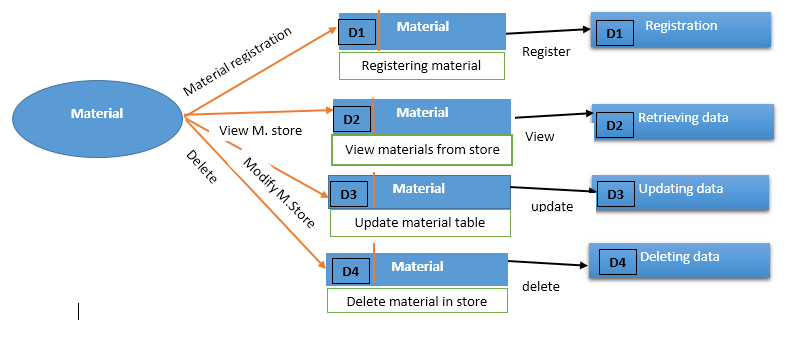 Material
Material registration
View M. store
Modify M.Store
Delete
D1 Material
Registering material
Register
D1 Registration
D2 Material
View materials from store
View
D2 Retrieving data
D3 Material
Update material table
update
D3 Updating data
D4 Material
Delete material in store
delete
D4 Deleting data